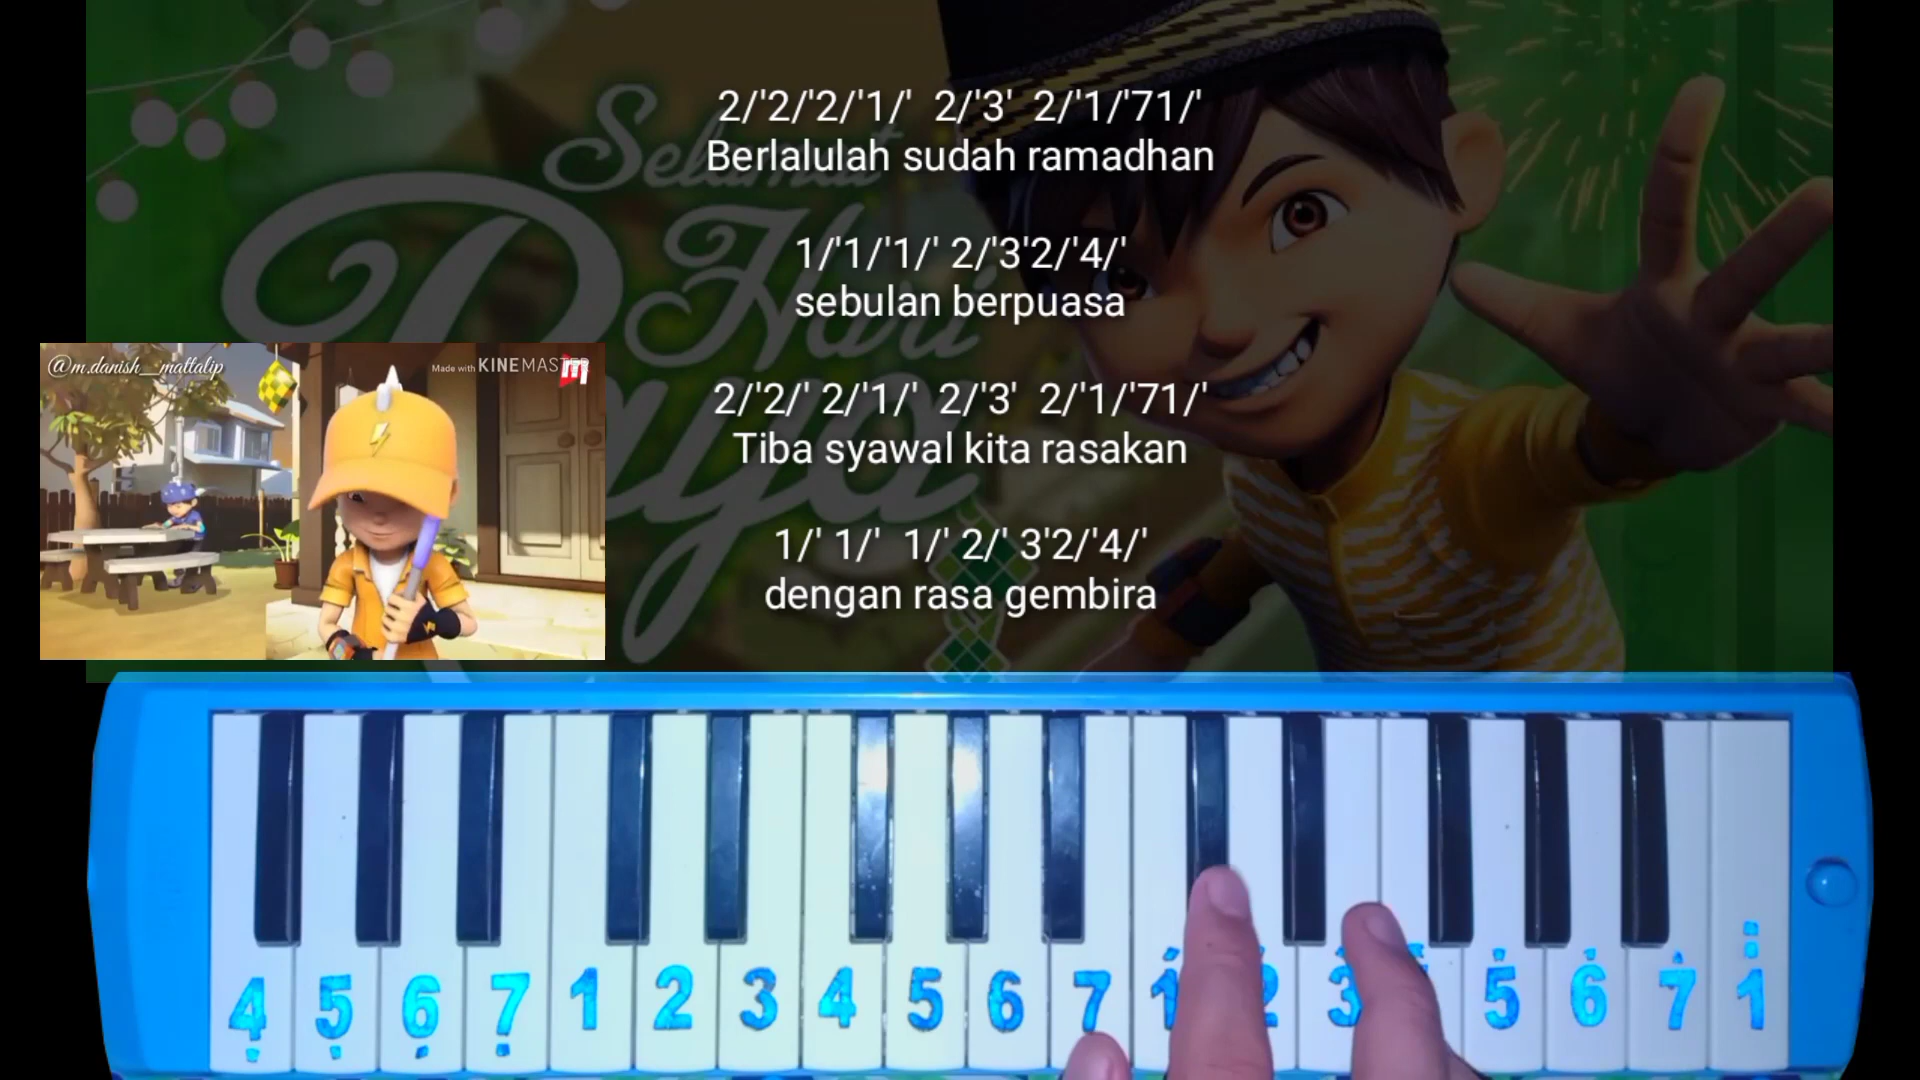 Selamat
Hari
Raya
2/'2/'2/'1/' 2/'3' 2/'1/'71/'
Berlalulah sudah ramadhan
1/'1/'1/' 2/'3'2/'4/'
sebulan berpuasa
2/'2/' 2/'1/' 2/'3' 2/'1/'71/'
Tiba syawal kita rasakan
1/' 1/' 1/' 2/' 3'2/'4/'
dengan rasa gembira
@m.danish_mattalip
Made with KINEMASTER
4 5 6 7 1 2 3 4 5 6 7 1 2 3 5 6 7 1